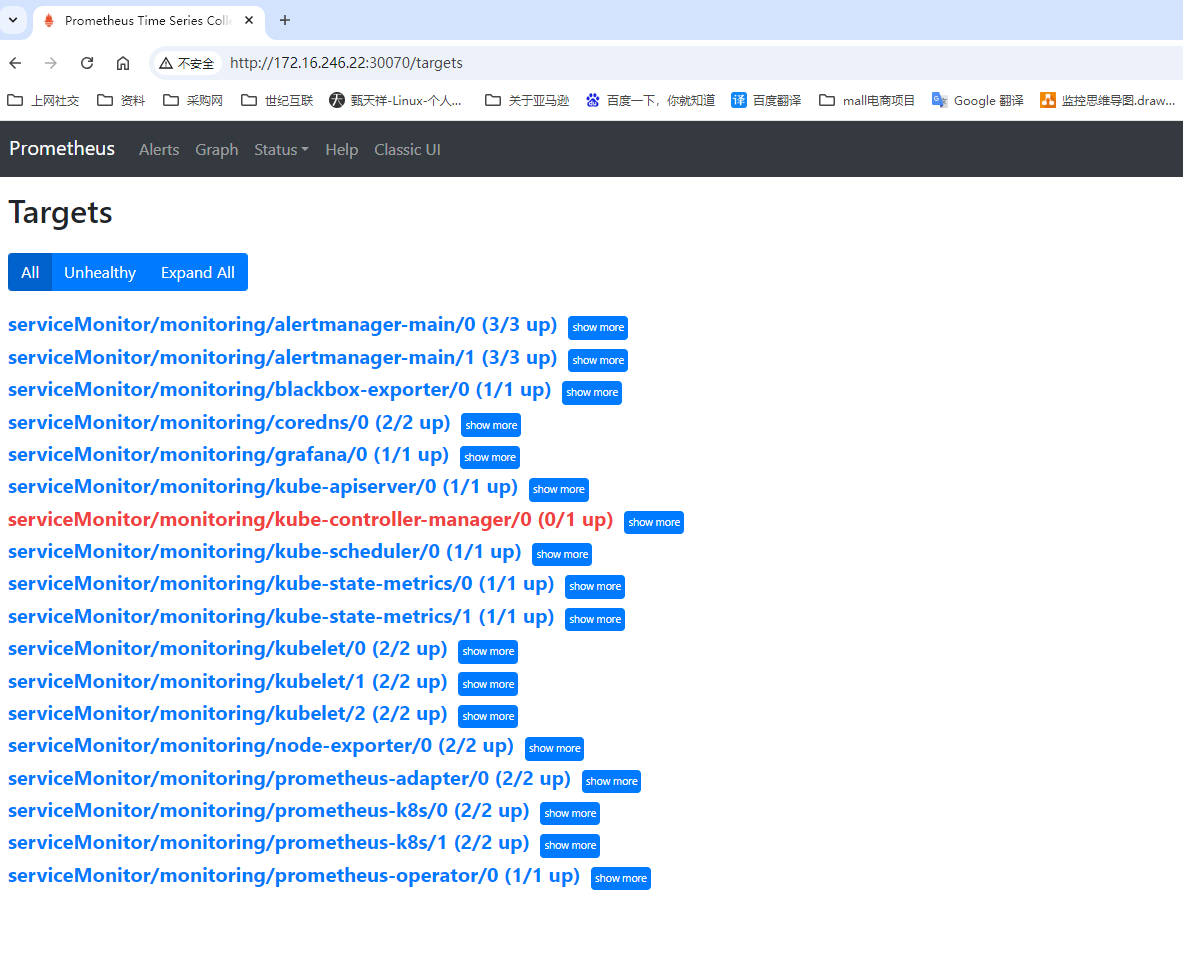 Prometheus Time Series Colle
不安全 http://172.16.246.22:30070/targets
上网社交 资料 采购网 世纪互联 甄天祥-Linux-个人... 关于亚马逊 百度一下，你就知道 译 百度翻译 mall电商项目 Google 翻译 监控思维导图.draw...
Prometheus Alerts Graph Status Help Classic UI
Targets
All Unhealthy Expand All
serviceMonitor/monitoring/alertmanager-main/0 (3/3 up) show more
serviceMonitor/monitoring/alertmanager-main/1 (3/3 up) show more
serviceMonitor/monitoring/blackbox-exporter/0 (1/1 up) show more
serviceMonitor/monitoring/coredns/0 (2/2 up) show more
serviceMonitor/monitoring/grafana/0 (1/1 up) show more
serviceMonitor/monitoring/kube-apiserver/0 (1/1 up) show more
serviceMonitor/monitoring/kube-controller-manager/0 (0/1 up) show more
serviceMonitor/monitoring/kube-scheduler/0 (1/1 up) show more
serviceMonitor/monitoring/kube-state-metrics/0 (1/1 up) show more
serviceMonitor/monitoring/kube-state-metrics/1 (1/1 up) show more
serviceMonitor/monitoring/kubelet/0 (2/2 up) show more
serviceMonitor/monitoring/kubelet/1 (2/2 up) show more
serviceMonitor/monitoring/kubelet/2 (2/2 up) show more
serviceMonitor/monitoring/node-exporter/0 (2/2 up) show more
serviceMonitor/monitoring/prometheus-adapter/0 (2/2 up) show more
serviceMonitor/monitoring/prometheus-k8s/0 (2/2 up) show more
serviceMonitor/monitoring/prometheus-k8s/1 (2/2 up) show more
serviceMonitor/monitoring/prometheus-operator/0 (1/1 up) show more